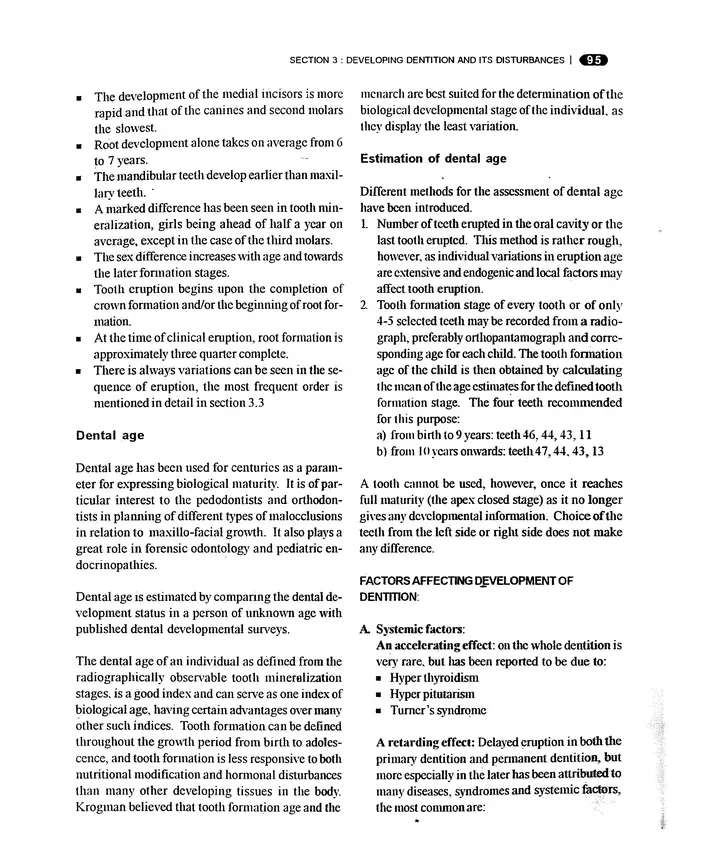 SECTION 3 : DEVELOPING DENTITION AND ITS DISTURBANCES | 95
■ The development of the medial incisors is more
rapid and that of the canines and second molars
the slowest.
■ Root development alone takes on average from 6
to 7 years.
■ The mandibular teeth develop earlier than maxil-
lary teeth.
■ A marked difference has been seen in tooth min-
eralization, girls being ahead of half a year on
average, except in the case of the third molars.
■ The sex difference increases with age and towards
the later formation stages.
■ Tooth eruption begins upon the completion of
crown formation and/or the beginning of root for-
mation.
■ At the time of clinical eruption, root formation is
approximately three quarter complete.
■ There is always variations can be seen in the se-
quence of eruption, the most frequent order is
mentioned in detail in section 3.3
Dental age
Dental age has been used for centuries as a param-
eter for expressing biological maturity. It is of par-
ticular interest to the pedodontists and orthodon-
tists in planning of different types of malocclusions
in relation to maxillo-facial growth. It also plays a
great role in forensic odontology and pediatric en-
docrinopathies.
Dental age is estimated by comparing the dental de-
velopment status in a person of unknown age with
published dental developmental surveys.
The dental age of an individual as defined from the
radiographically observable tooth mineralization
stages, is a good index and can serve as one index of
biological age, having certain advantages over many
other such indices. Tooth formation can be defined
throughout the growth period from birth to adoles-
cence, and tooth formation is less responsive to both
nutritional modification and hormonal disturbances
than many other developing tissues in the body.
Krogman believed that tooth formation age and the
menarch are best suited for the determination of the
biological developmental stage of the individual, as
they display the least variation.
Estimation of dental age
Different methods for the assessment of dental age
have been introduced.
1. Number of teeth erupted in the oral cavity or the
last tooth erupted. This method is rather rough,
however, as individual variations in eruption age
are extensive and endogenic and local factors may
affect tooth eruption.
2. Tooth formation stage of every tooth or of only
4-5 selected teeth may be recorded from a radio-
graph, preferably orthopantamograph and corre-
sponding age for each child. The tooth formation
age of the child is then obtained by calculating
the mean of the age estimates for the defined tooth
formation stage. The four teeth recommended
for this purpose:
a) from birth to 9 years: teeth 46, 44, 43, 11
b) from 10 years onwards: teeth 47, 44, 43, 13
A tooth cannot be used, however, once it reaches
full maturity (the apex closed stage) as it no longer
gives any developmental information. Choice of the
teeth from the left side or right side does not make
any difference.
FACTORS AFFECTING DEVELOPMENT OF
DENTITION:
A. Systemic factors:
An accelerating effect: on the whole dentition is
very rare, but has been reported to be due to:
■ Hyper thyroidism
■ Hyper pitutarism
■ Turner's syndrome
A retarding effect: Delayed eruption in both the
primary dentition and permanent dentition, but
more especially in the later has been attributed to
many diseases, syndromes and systemic factors,
the most common are: